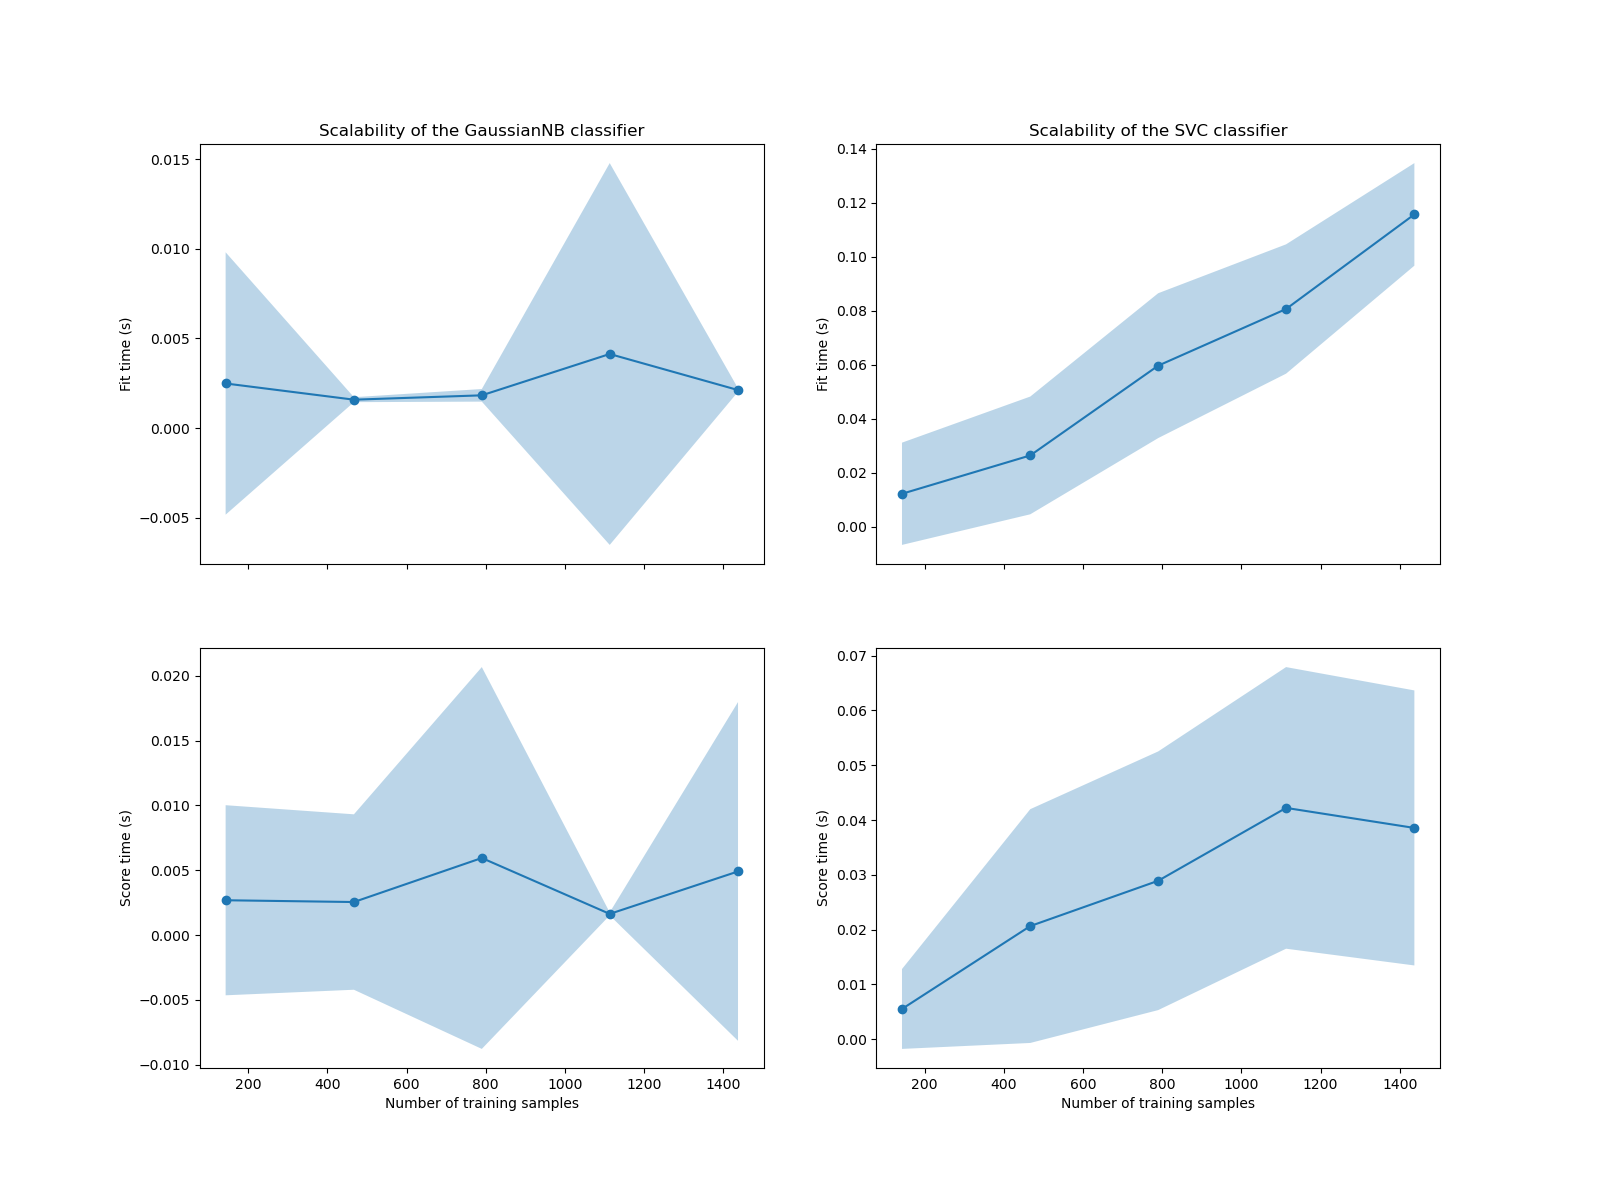 Scalability of the GaussianNB classifier
0.015
0.010
0.005
0.000
−0.005
Fit time (s)
Scalability of the SVC classifier
0.14
0.12
0.10
0.08
0.06
0.04
0.02
0.00
Fit time (s)
0.020
0.015
0.010
0.005
0.000
−0.005
−0.010
Score time (s)
200 400 600 800 1000 1200 1400
Number of training samples
0.07
0.06
0.05
0.04
0.03
0.02
0.01
0.00
Score time (s)
200 400 600 800 1000 1200 1400
Number of training samples